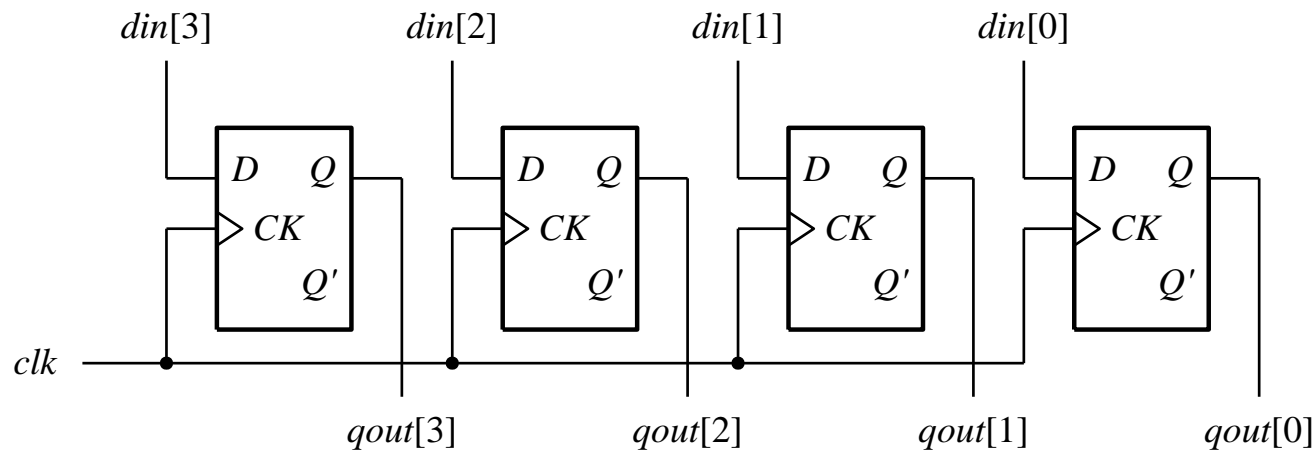 din[3] din[2] din[1] din[0]
D Q D Q D Q D Q
CK CK CK CK
Q' Q' Q' Q'
clk
qout[3] qout[2] qout[1] qout[0]